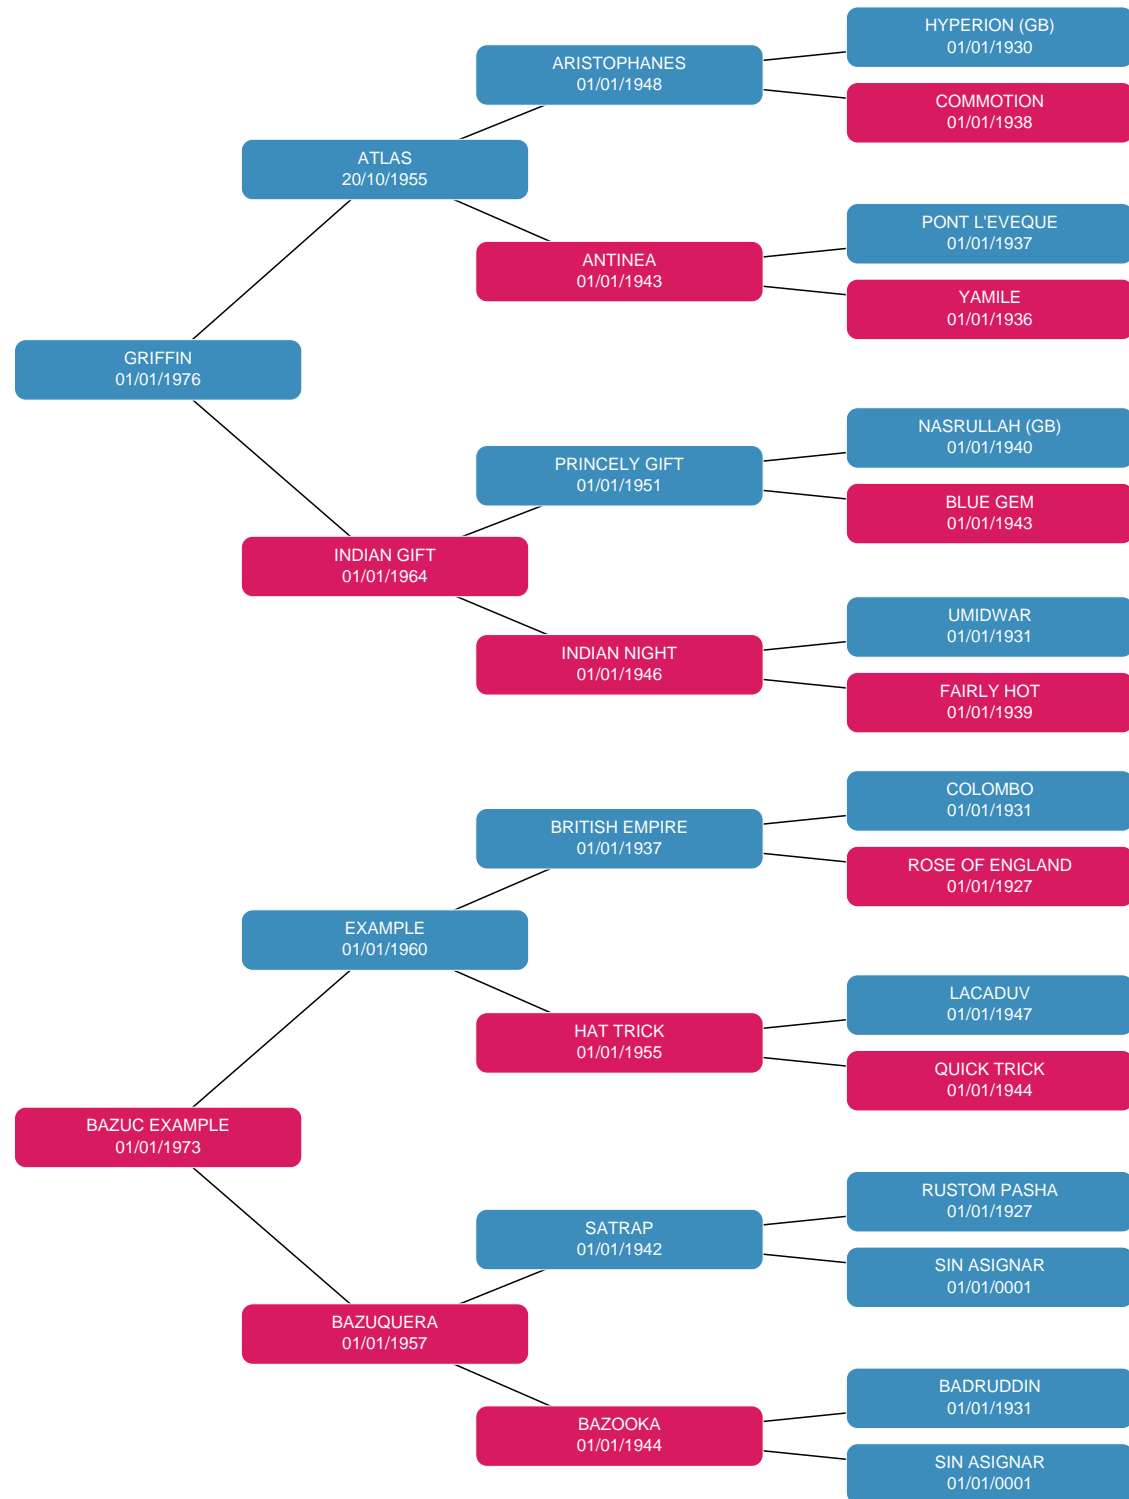 HYPERION (GB)
01/01/1930
ARISTOPHANES
01/01/1948
COMMOTION
01/01/1938
ATLAS
20/10/1955
PONT L'EVEQUE
01/01/1937
ANTINEA
01/01/1943
YAMILE
01/01/1936
GRIFFIN
01/01/1976
NASRULLAH (GB)
01/01/1940
PRINCELY GIFT
01/01/1951
BLUE GEM
01/01/1943
INDIAN GIFT
01/01/1964
UMIDWAR
01/01/1931
INDIAN NIGHT
01/01/1946
FAIRLY HOT
01/01/1939
COLOMBO
01/01/1931
BRITISH EMPIRE
01/01/1937
ROSE OF ENGLAND
01/01/1927
EXAMPLE
01/01/1960
LACADUV
01/01/1947
HAT TRICK
01/01/1955
QUICK TRICK
01/01/1944
BAZUC EXAMPLE
01/01/1973
RUSTOM PASHA
01/01/1927
SATRAP
01/01/1942
SIN ASIGNAR
01/01/0001
BAZUQUERA
01/01/1957
BADRUDDIN
01/01/1931
BAZOOKA
01/01/1944
SIN ASIGNAR
01/01/0001